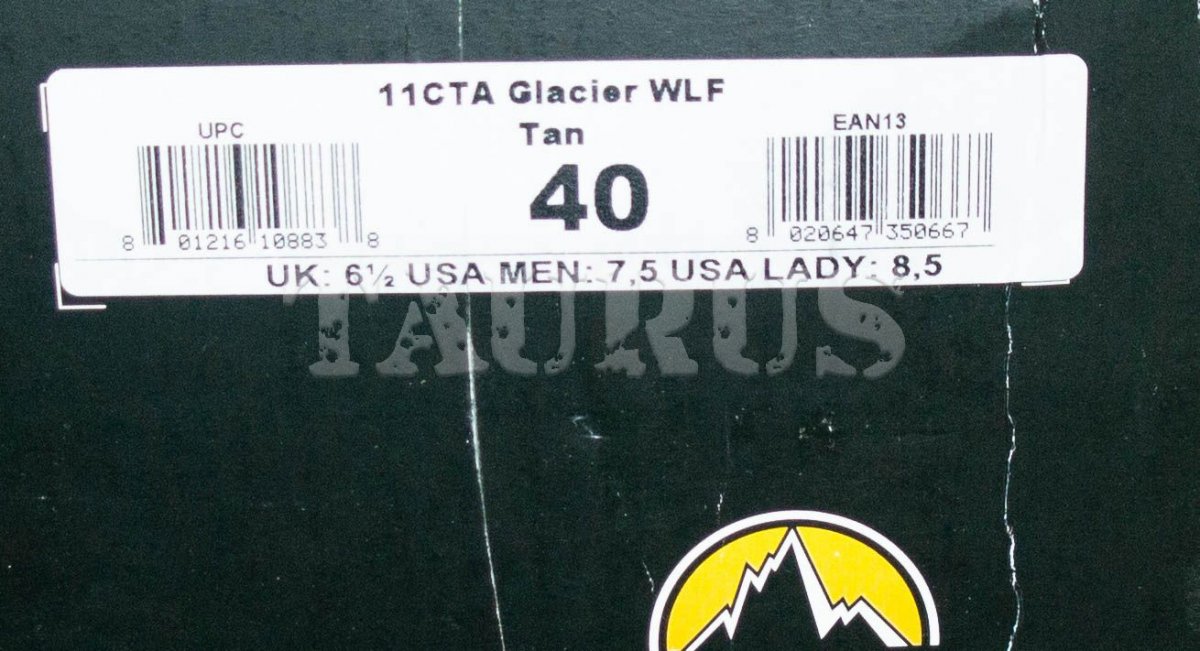 11CTA Glacier WLF
Tan
40
UPC
8 01216 10883 8
EAN13
8 020647 350667
UK: 6½ USA MEN: 7,5 USA LADY: 8,5
TAURUS